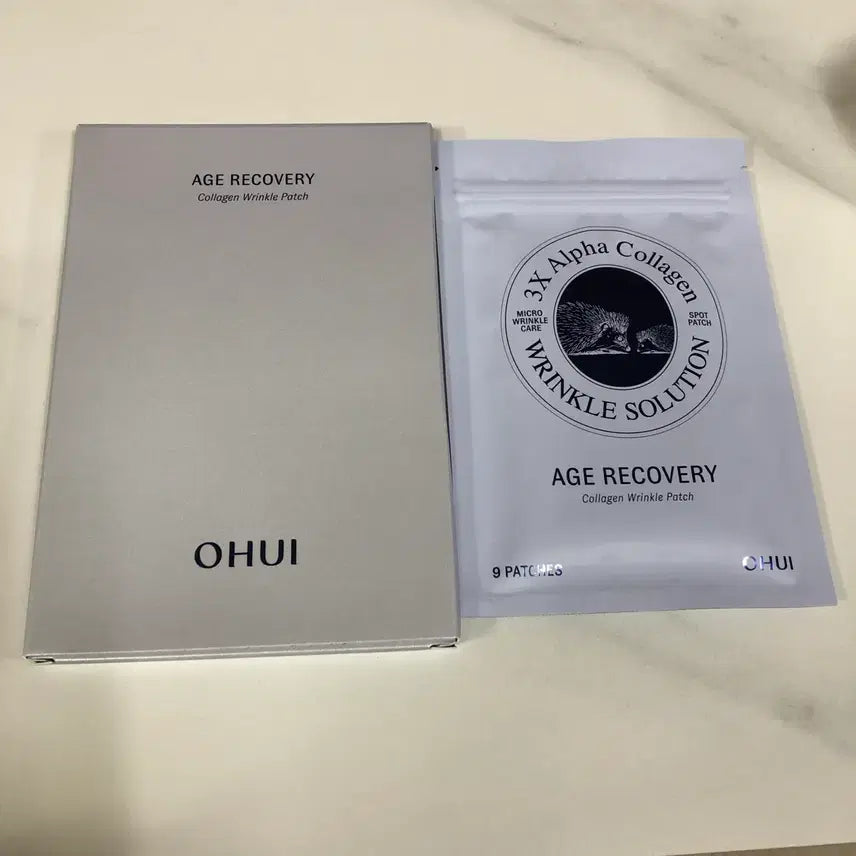 AGE RECOVERY
Collagen Wrinkle Patch
OHUI
3X Alpha Collagen
MICRO
WRINKLE
CARE
SPOT
PATCH
WRINKLE SOLUTION
AGE RECOVERY
Collagen Wrinkle Patch
9 PATCHES
OHUI